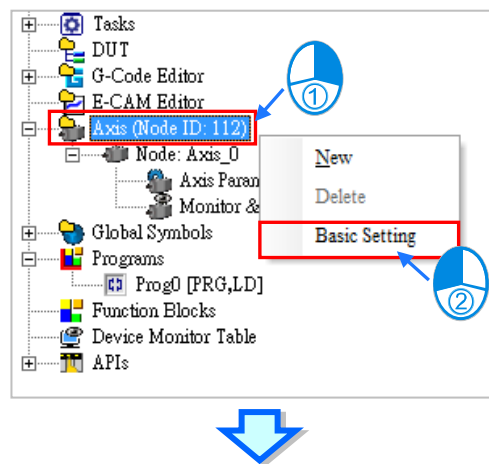 Tasks
DUT
G-Code Editor
E-CAM Editor
①
Axis (Node ID: 112)
Node: Axis_0
New
Axis Param
Delete
Monitor &
Global Symbols
Basic Setting
Programs
Prog0 [PRG,LD]
②
Function Blocks
Device Monitor Table
APIs